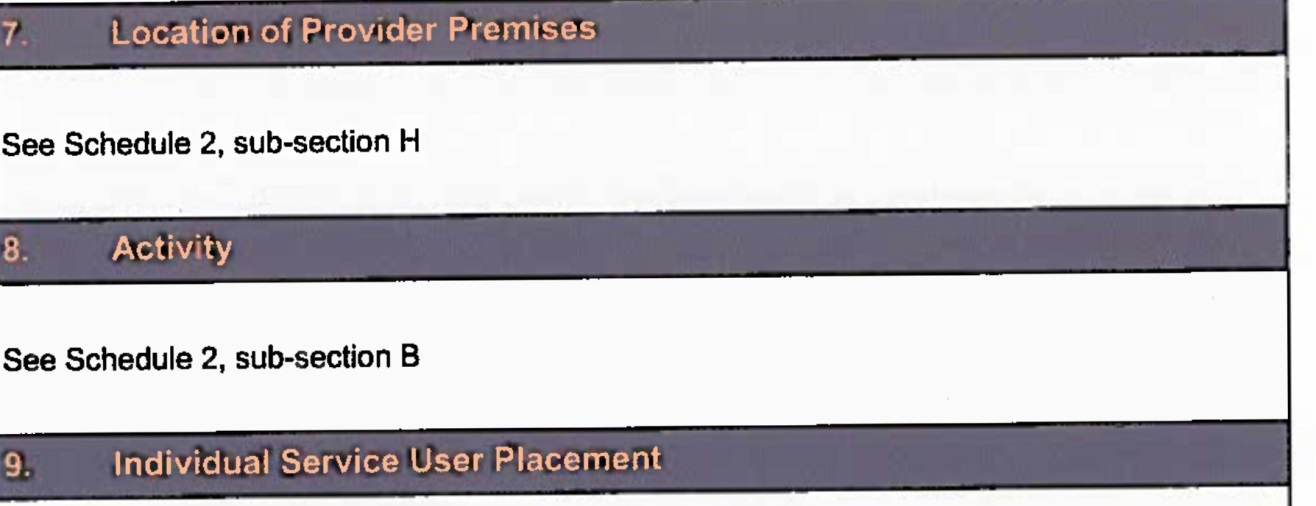 7. Location of Provider Premises
See Schedule 2, sub-section H
8. Activity
See Schedule 2, sub-section B
9. Individual Service User Placement